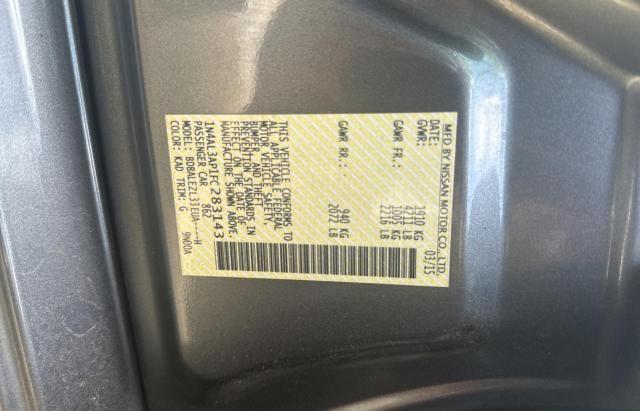 MFD BY NISSAN MOTOR CO., LTD.
DATE: 03/15
GVWR: 1910 KG
4211 LB
GAWR FR.: 1005 KG
2216 LB
GAWR RR.: 940 KG
2072 LB
THIS VEHICLE CONFORMS TO
ALL APPLICABLE FEDERAL
MOTOR VEHICLE SAFETY,
BUMPER, AND THEFT
PREVENTION STANDARDS IN
EFFECT ON THE DATE OF
MANUFACTURE SHOWN ABOVE.
1N4AL3AP1FC283143
PASSENGER CAR 862
MODEL: BDBALEZL33EUA----H
COLOR: KAD TRIM: G 9N00A